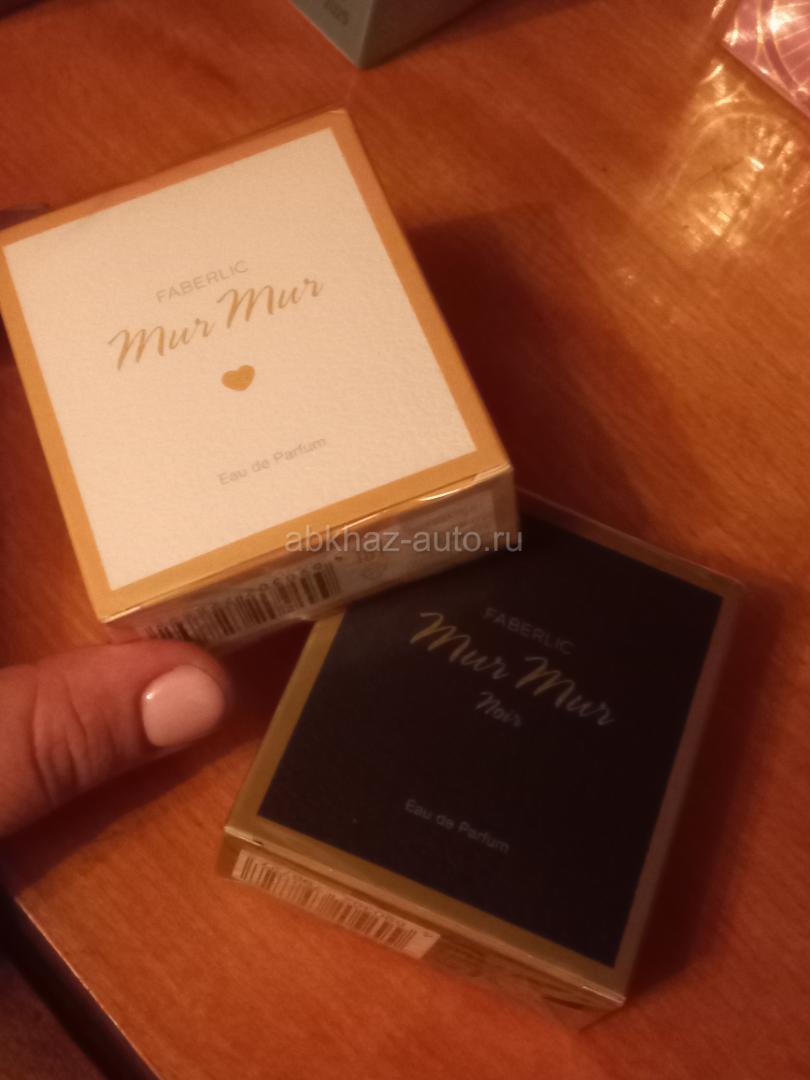 FABERLIC
Mur Mur
Eau de Parfum
abkhaz-auto.ru
FABERLIC
Mur Mur
Noir
Eau de Parfum